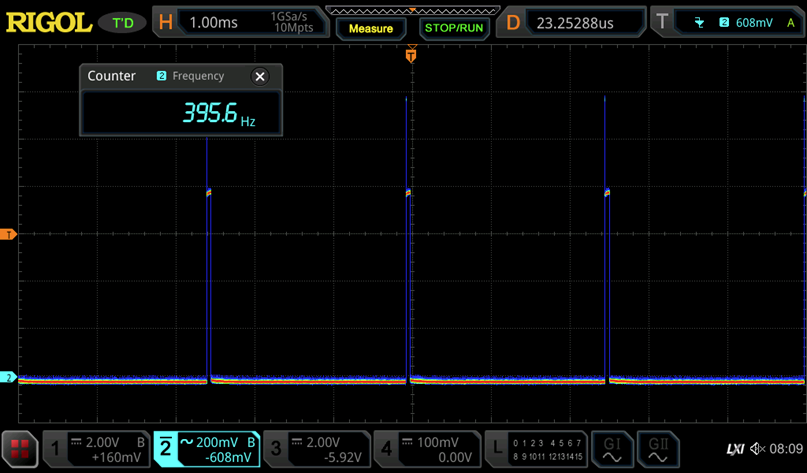 RIGOL T'D H 1.00ms 1GSa/s 10Mpts Measure STOP/RUN D 23.25288us T 2 608mV A
T
Counter 2 Frequency ×
395.6 Hz
T
2
1 2.00V B +160mV
2 200mV B -608mV
3 2.00V -5.92V
4 100mV 0.00V
L 0 1 2 3 4 5 6 7
8 9 10 11 12 13 14 15
GI GII
LXI 08:09